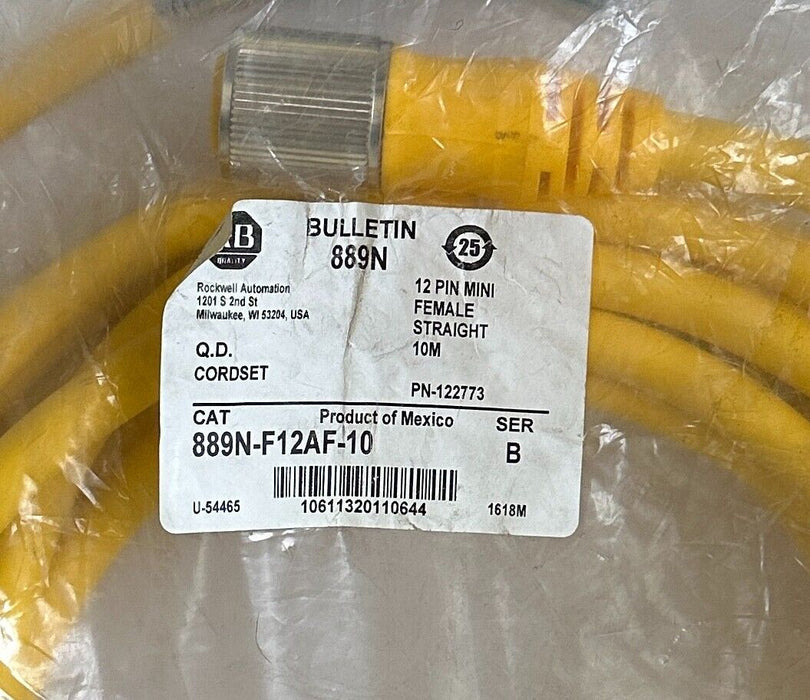 BULLETIN
889N
QUALITY
25
Rockwell Automation
1201 S 2nd St
Milwaukee, WI 53204, USA
12 PIN MINI
FEMALE
STRAIGHT
10M
Q.D.
CORDSET
PN-122773
CAT
Product of Mexico
SER
889N-F12AF-10
B
U-54465
10611320110644
1618M